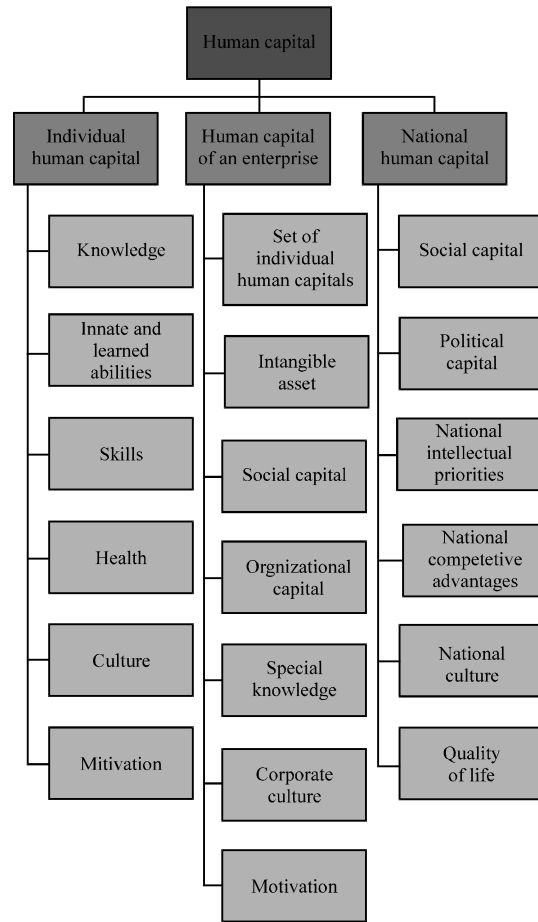 Human capital
Individual
human capital
Knowledge
Innate and
learned
abilities
Skills
Health
Culture
Mitivation
Human capital
of an enterprise
Set of
individual
human capitals
Intangible
asset
Social capital
Orgnizational
capital
Special
knowledge
Corporate
culture
Motivation
National
human capital
Social capital
Political
capital
National
intellectual
priorities
National
competetive
advantages
National
culture
Quality
of life